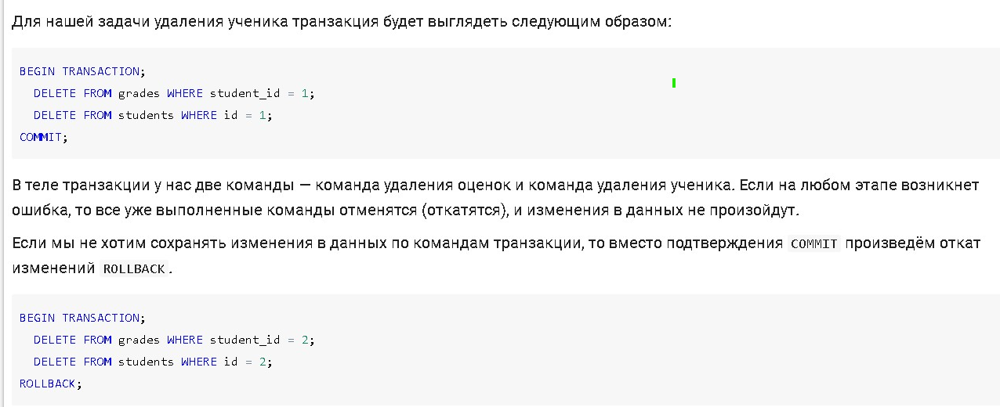 Для нашей задачи удаления ученика транзакция будет выглядеть следующим образом:
BEGIN TRANSACTION;
DELETE FROM grades WHERE student_id = 1;
DELETE FROM students WHERE id = 1;
COMMIT;
В теле транзакции у нас две команды — команда удаления оценок и команда удаления ученика. Если на любом этапе возникнет
ошибка, то все уже выполненные команды отменятся (откатятся), и изменения в данных не произойдут.
Если мы не хотим сохранять изменения в данных по командам транзакции, то вместо подтверждения COMMIT произведём откат
изменений ROLLBACK.
BEGIN TRANSACTION;
DELETE FROM grades WHERE student_id = 2;
DELETE FROM students WHERE id = 2;
ROLLBACK;